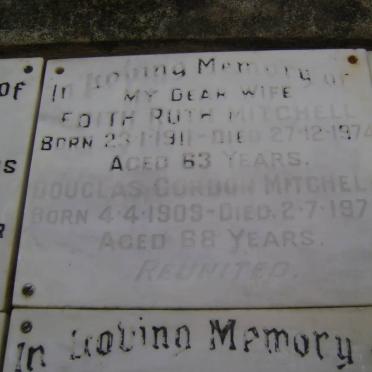 In Loving Memory of
MY DEAR WIFE
EDITH RUTH MITCHELL
BORN 23·1·1911-DIED 27·12·1974
AGED 63 YEARS.
DOUGLAS GORDON MITCHELL
BORN 4·4·1909-DIED. 2·7·197
AGED 68 YEARS.
REUNITED.
In Loving Memory
of